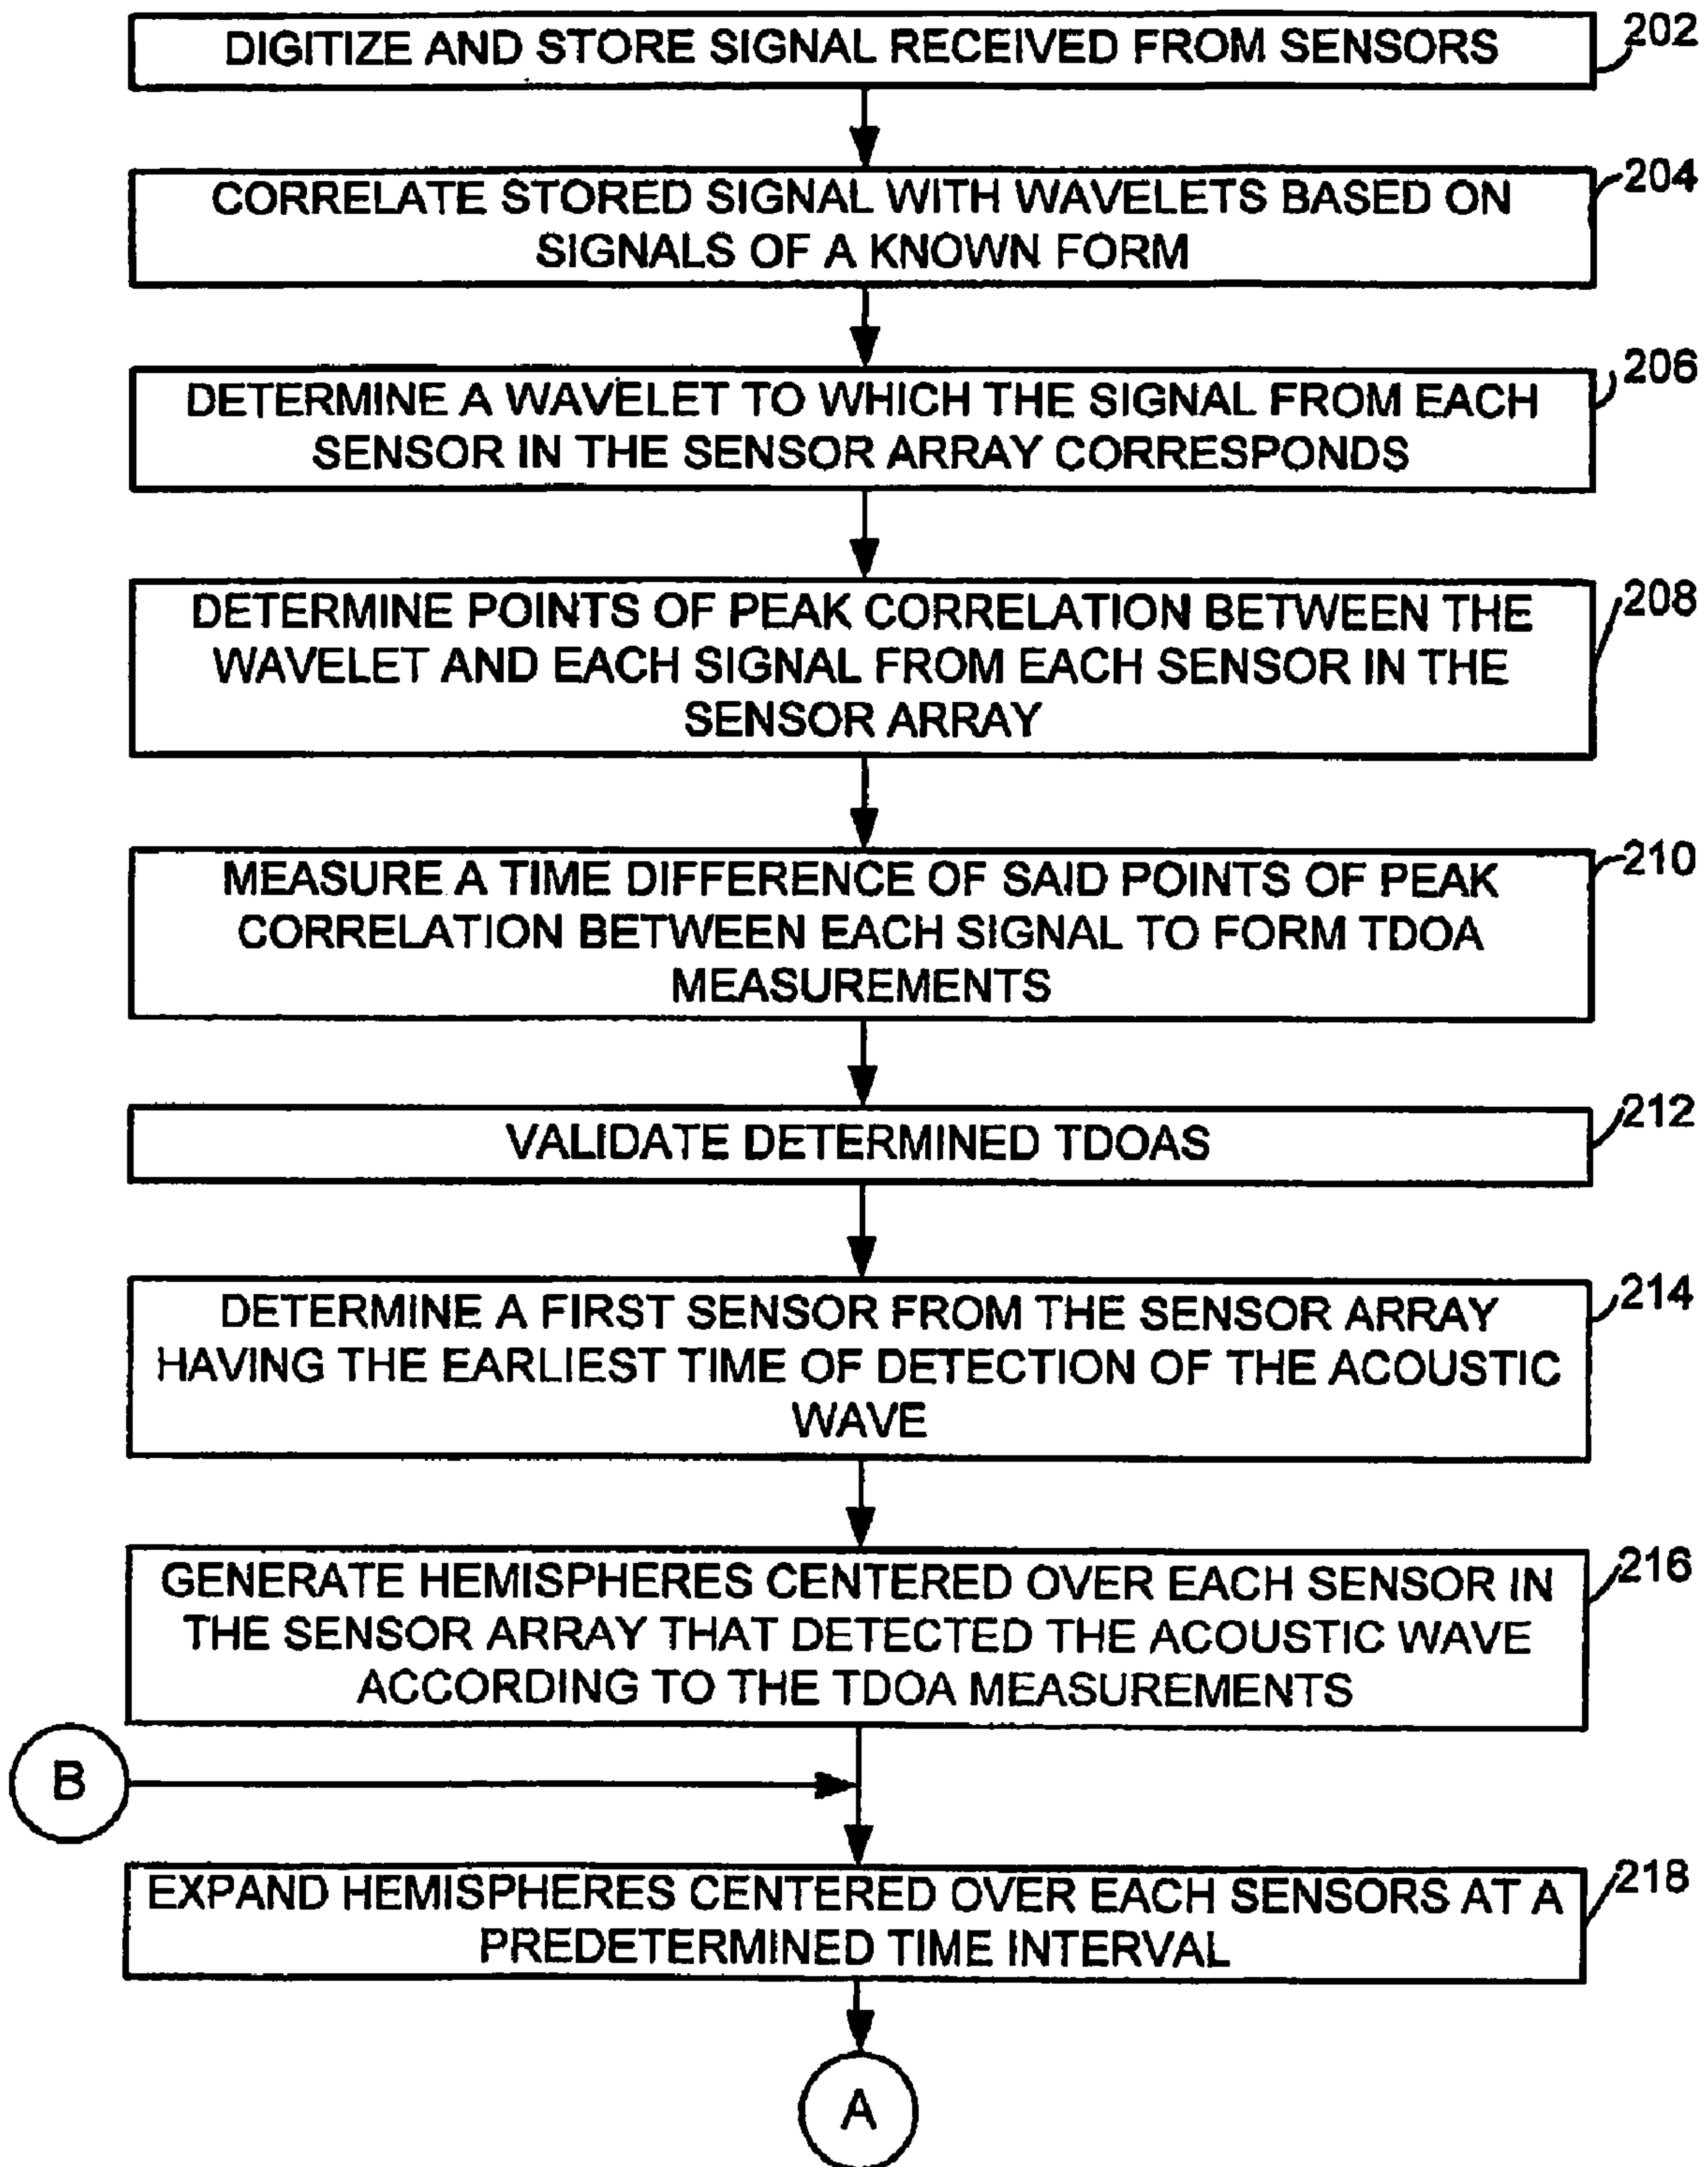 DIGITIZE AND STORE SIGNAL RECEIVED FROM SENSORS
202
CORRELATE STORED SIGNAL WITH WAVELETS BASED ON
SIGNALS OF A KNOWN FORM
204
DETERMINE A WAVELET TO WHICH THE SIGNAL FROM EACH
SENSOR IN THE SENSOR ARRAY CORRESPONDS
206
DETERMINE POINTS OF PEAK CORRELATION BETWEEN THE
WAVELET AND EACH SIGNAL FROM EACH SENSOR IN THE
SENSOR ARRAY
208
MEASURE A TIME DIFFERENCE OF SAID POINTS OF PEAK
CORRELATION BETWEEN EACH SIGNAL TO FORM TDOA
MEASUREMENTS
210
VALIDATE DETERMINED TDOAS
212
DETERMINE A FIRST SENSOR FROM THE SENSOR ARRAY
HAVING THE EARLIEST TIME OF DETECTION OF THE ACOUSTIC
WAVE
214
GENERATE HEMISPHERES CENTERED OVER EACH SENSOR IN
THE SENSOR ARRAY THAT DETECTED THE ACOUSTIC WAVE
ACCORDING TO THE TDOA MEASUREMENTS
216
B
EXPAND HEMISPHERES CENTERED OVER EACH SENSORS AT A
PREDETERMINED TIME INTERVAL
218
A